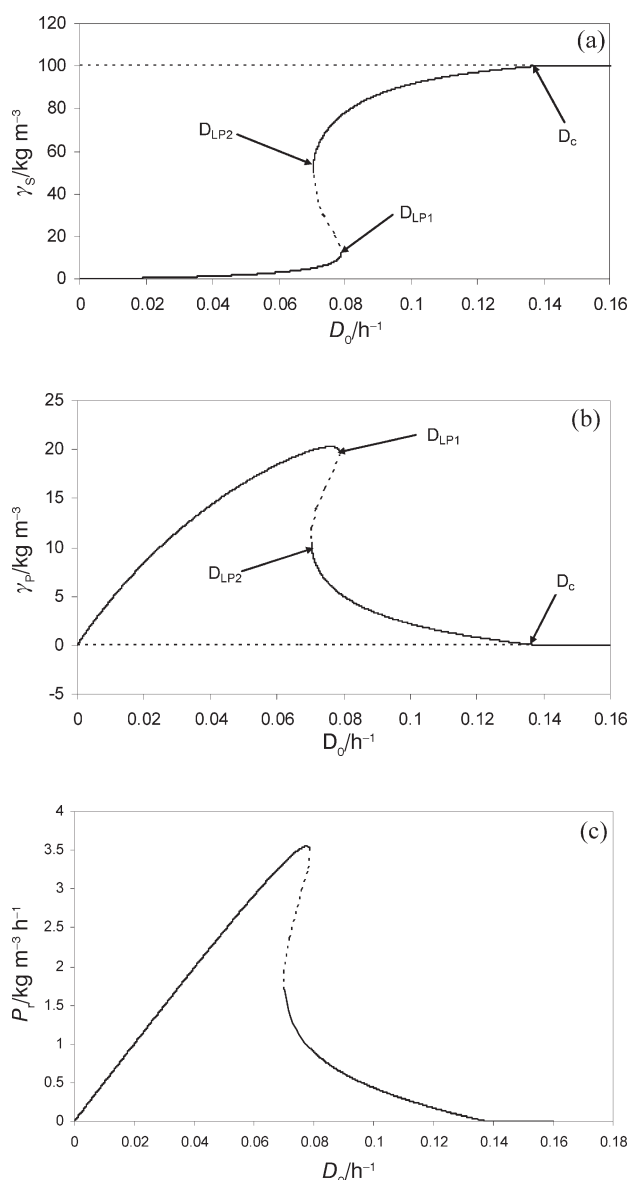 (a)
120
100
80
60
40
20
0
γS/kg m⁻³
DLP2
DLP1
Dc
0 0.02 0.04 0.06 0.08 0.1 0.12 0.14 0.16
D0/h⁻¹
(b)
25
20
15
10
5
0
-5
γP/kg m⁻³
DLP1
DLP2
Dc
0 0.02 0.04 0.06 0.08 0.1 0.12 0.14 0.16
D0/h⁻¹
(c)
4
3.5
3
2.5
2
1.5
1
0.5
0
Pr/kg m⁻³ h⁻¹
0 0.02 0.04 0.06 0.08 0.1 0.12 0.14 0.16 0.18
D0/h⁻¹